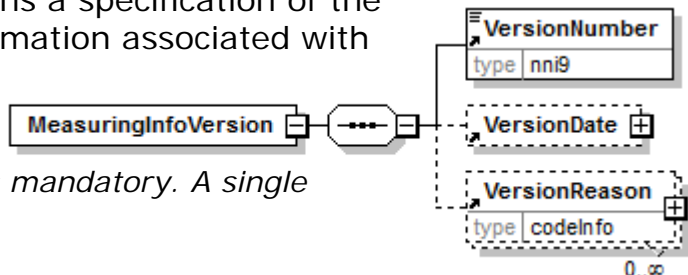 ns a specification of the
mation associated with
VersionNumber
type nni9
MeasuringInfoVersion
VersionDate
mandatory. A single
VersionReason
type codeInfo
0..∞